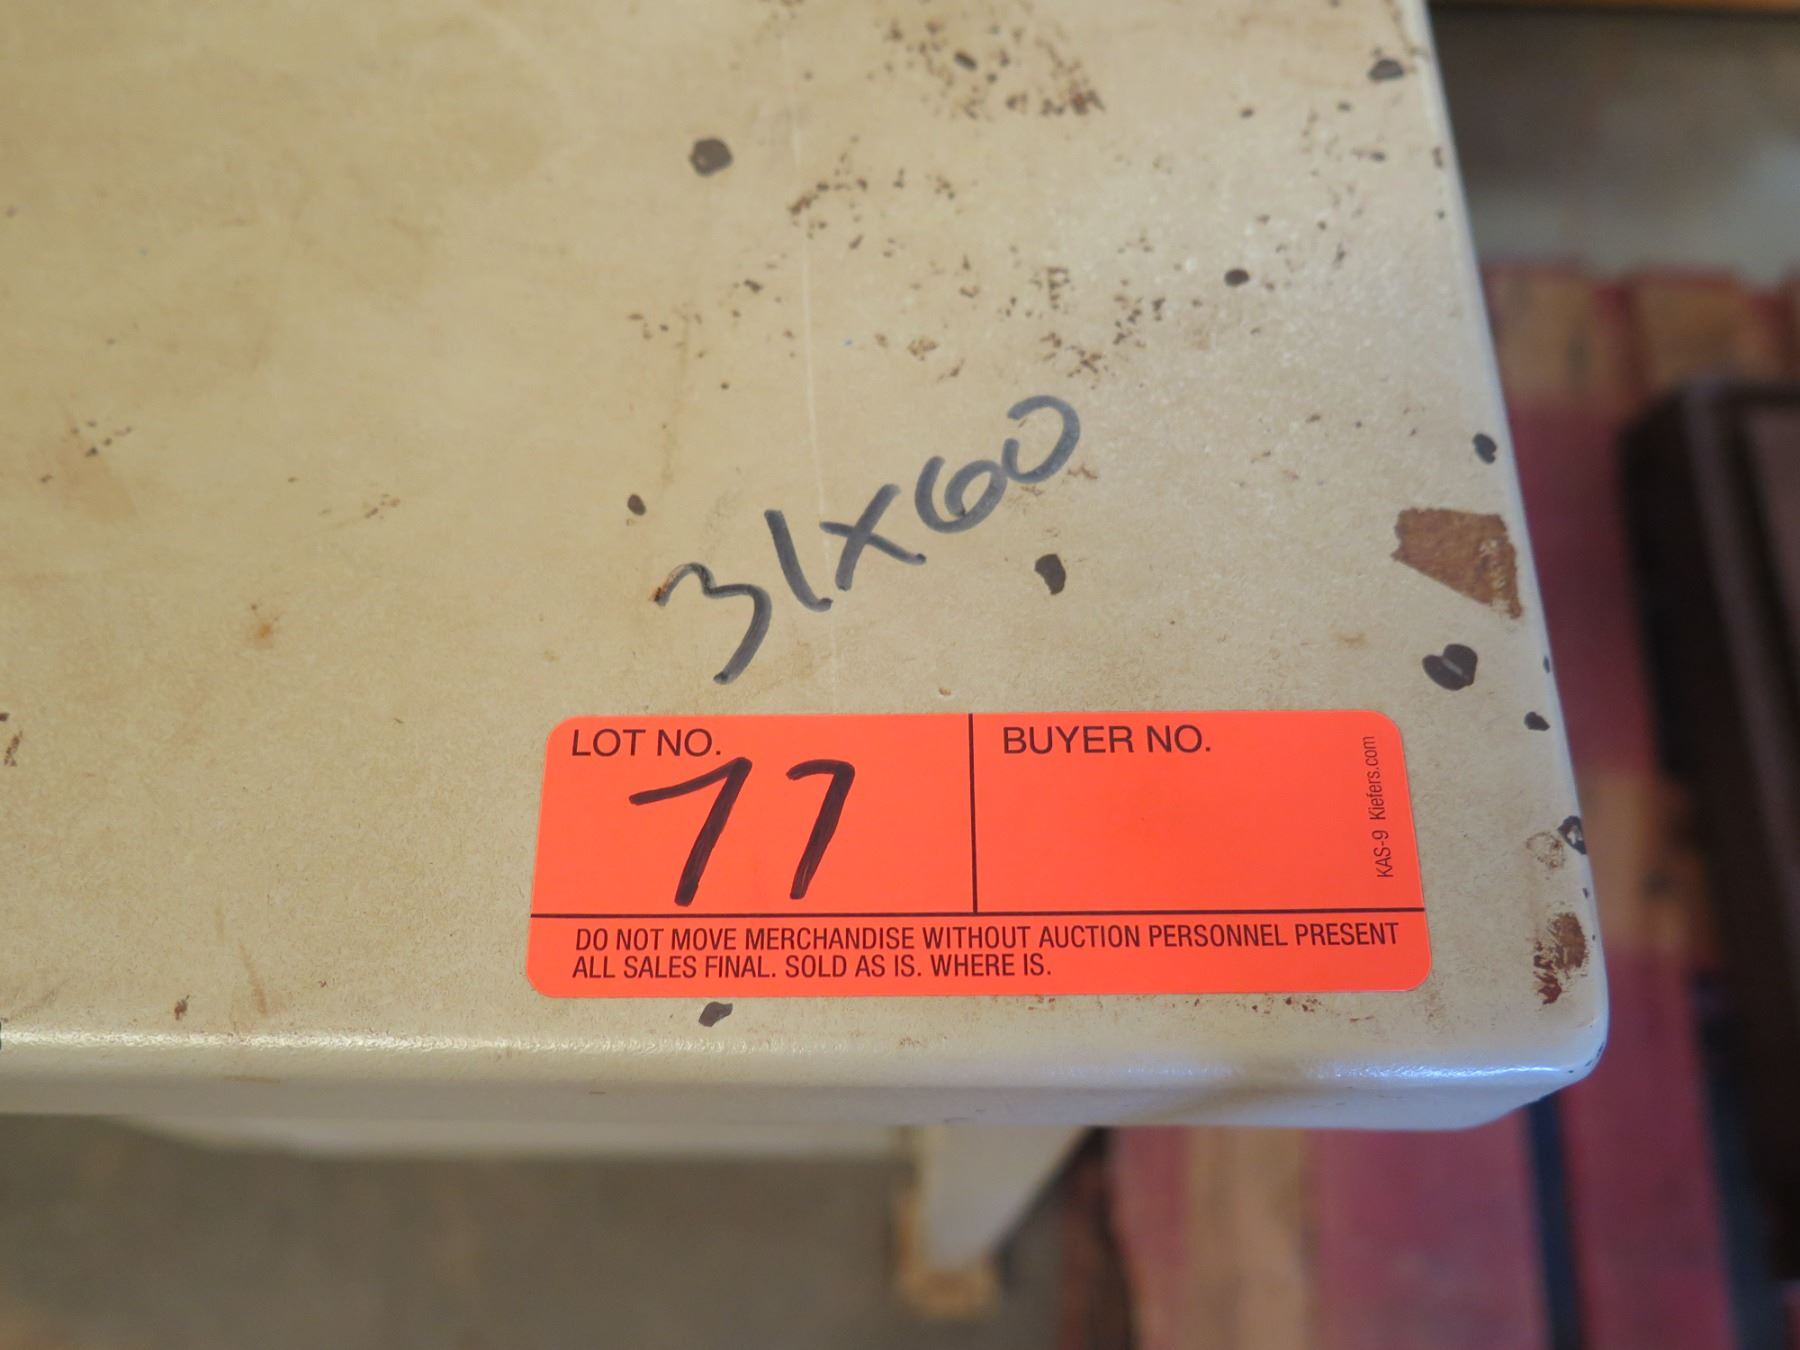 31x60
LOT NO.
77
BUYER NO.
KAS-9 Kiefers.com
DO NOT MOVE MERCHANDISE WITHOUT AUCTION PERSONNEL PRESENT
ALL SALES FINAL. SOLD AS IS. WHERE IS.